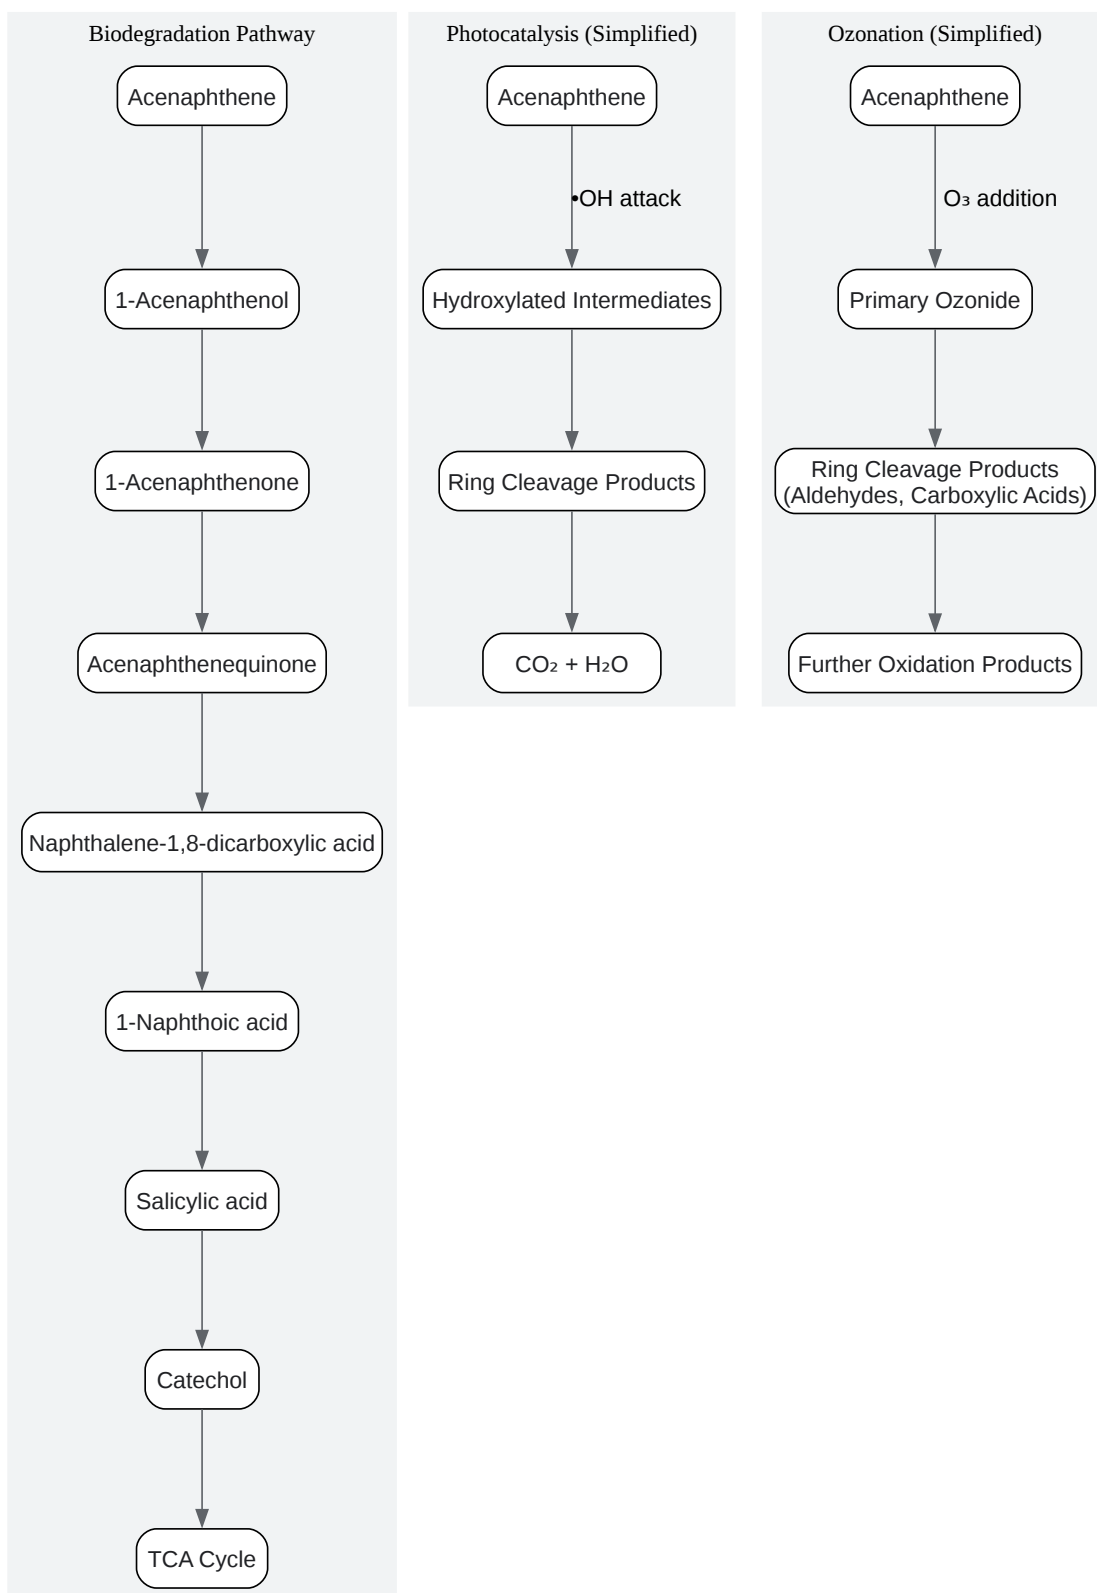 Biodegradation Pathway
Acenaphthene
1-Acenaphthenol
1-Acenaphthenone
Acenaphthenequinone
Naphthalene-1,8-dicarboxylic acid
1-Naphthoic acid
Salicylic acid
Catechol
TCA Cycle
Photocatalysis (Simplified)
Acenaphthene
•OH attack
Hydroxylated Intermediates
Ring Cleavage Products
CO₂ + H₂O
Ozonation (Simplified)
Acenaphthene
O₃ addition
Primary Ozonide
Ring Cleavage Products
(Aldehydes, Carboxylic Acids)
Further Oxidation Products